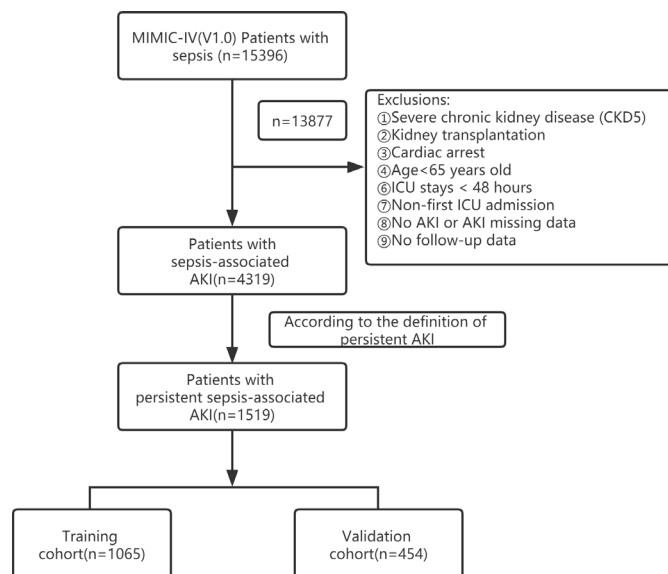 MIMIC-IV(V1.0) Patients with
sepsis (n=15396)
n=13877
Exclusions:
①Severe chronic kidney disease (CKD5)
②Kidney transplantation
③Cardiac arrest
④Age<65 years old
⑥ICU stays < 48 hours
⑦Non-first ICU admission
⑧No AKI or AKI missing data
⑨No follow-up data
Patients with
sepsis-associated
AKI(n=4319)
According to the definition of
persistent AKI
Patients with
persistent sepsis-associated
AKI(n=1519)
Training
cohort(n=1065)
Validation
cohort(n=454)